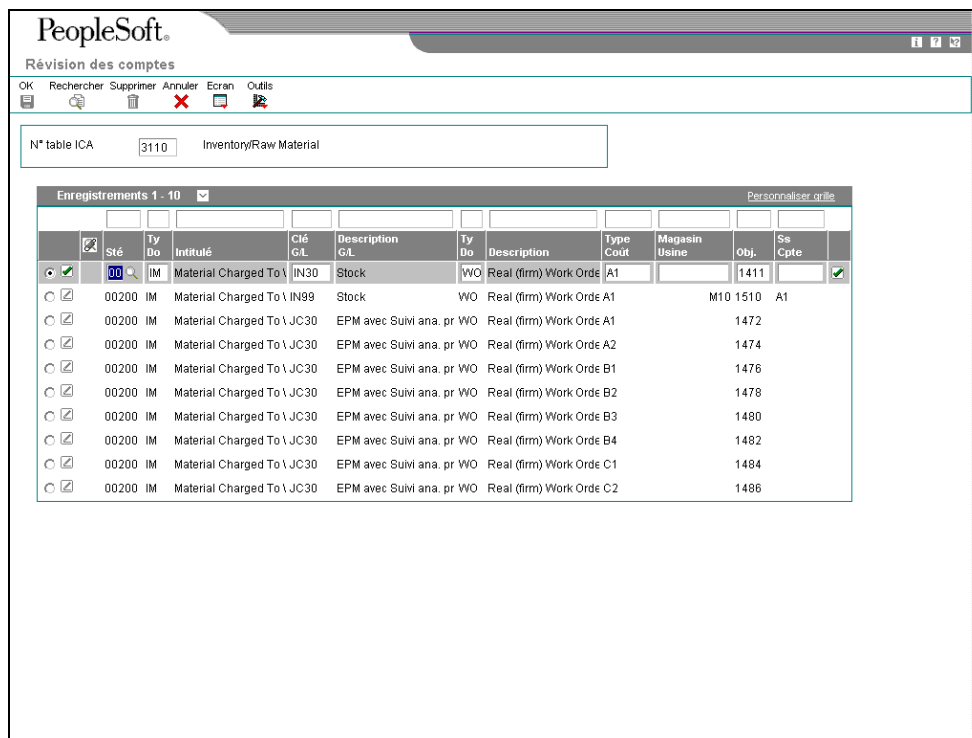 PeopleSoft®
Révision des comptes
OK Rechercher Supprimer Annuler Ecran Outils
N° table ICA 3110 Inventory/Raw Material
Enregistrements 1 - 10 Personnaliser grille
Sté Ty Do Intitulé Clé G/L Description G/L Ty Do Description Type Coût Magasin Usine Obj. Ss Cpte
00 IM Material Charged To \ IN30 Stock WO Real (firm) Work Orde A1 1411
00200 IM Material Charged To \ IN99 Stock WO Real (firm) Work Orde A1 M10 1510 A1
00200 IM Material Charged To \ JC30 EPM avec Suivi ana. pr WO Real (firm) Work Orde A1 1472
00200 IM Material Charged To \ JC30 EPM avec Suivi ana. pr WO Real (firm) Work Orde A2 1474
00200 IM Material Charged To \ JC30 EPM avec Suivi ana. pr WO Real (firm) Work Orde B1 1476
00200 IM Material Charged To \ JC30 EPM avec Suivi ana. pr WO Real (firm) Work Orde B2 1478
00200 IM Material Charged To \ JC30 EPM avec Suivi ana. pr WO Real (firm) Work Orde B3 1480
00200 IM Material Charged To \ JC30 EPM avec Suivi ana. pr WO Real (firm) Work Orde B4 1482
00200 IM Material Charged To \ JC30 EPM avec Suivi ana. pr WO Real (firm) Work Orde C1 1484
00200 IM Material Charged To \ JC30 EPM avec Suivi ana. pr WO Real (firm) Work Orde C2 1486